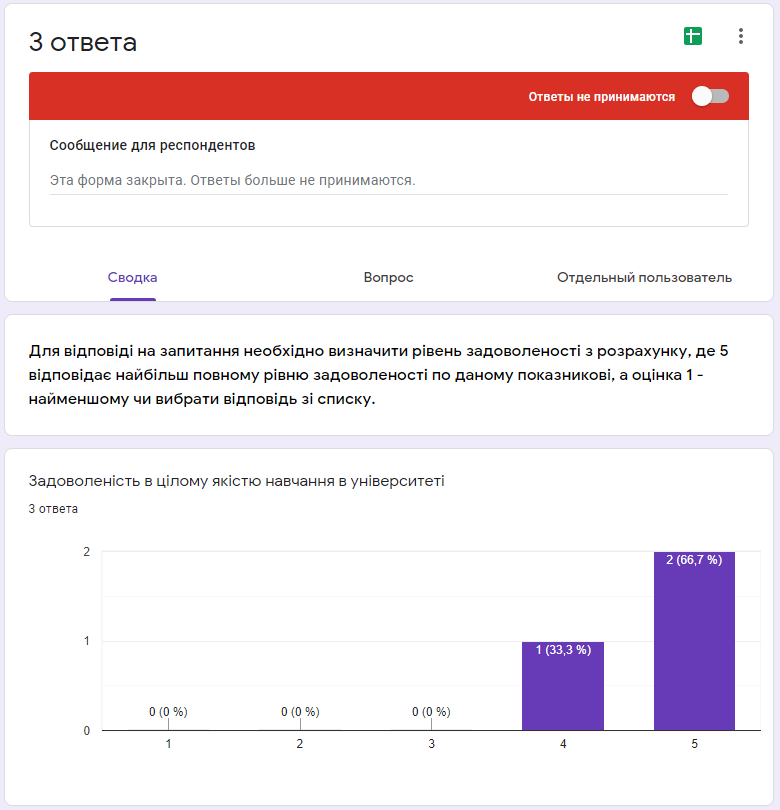 3 ответа
Ответы не принимаются
Сообщение для респондентов
Эта форма закрыта. Ответы больше не принимаются.
Сводка
Вопрос
Отдельный пользователь
Для відповіді на запитання необхідно визначити рівень задоволеності з розрахунку, де 5
відповідає найбільш повному рівню задоволеності по даному показникові, а оцінка 1 -
найменшому чи вибрати відповідь зі списку.
Задоволеність в цілому якістю навчання в університеті
3 ответа
2
1
0
0 (0 %)
0 (0 %)
0 (0 %)
1 (33,3 %)
2 (66,7 %)
1
2
3
4
5